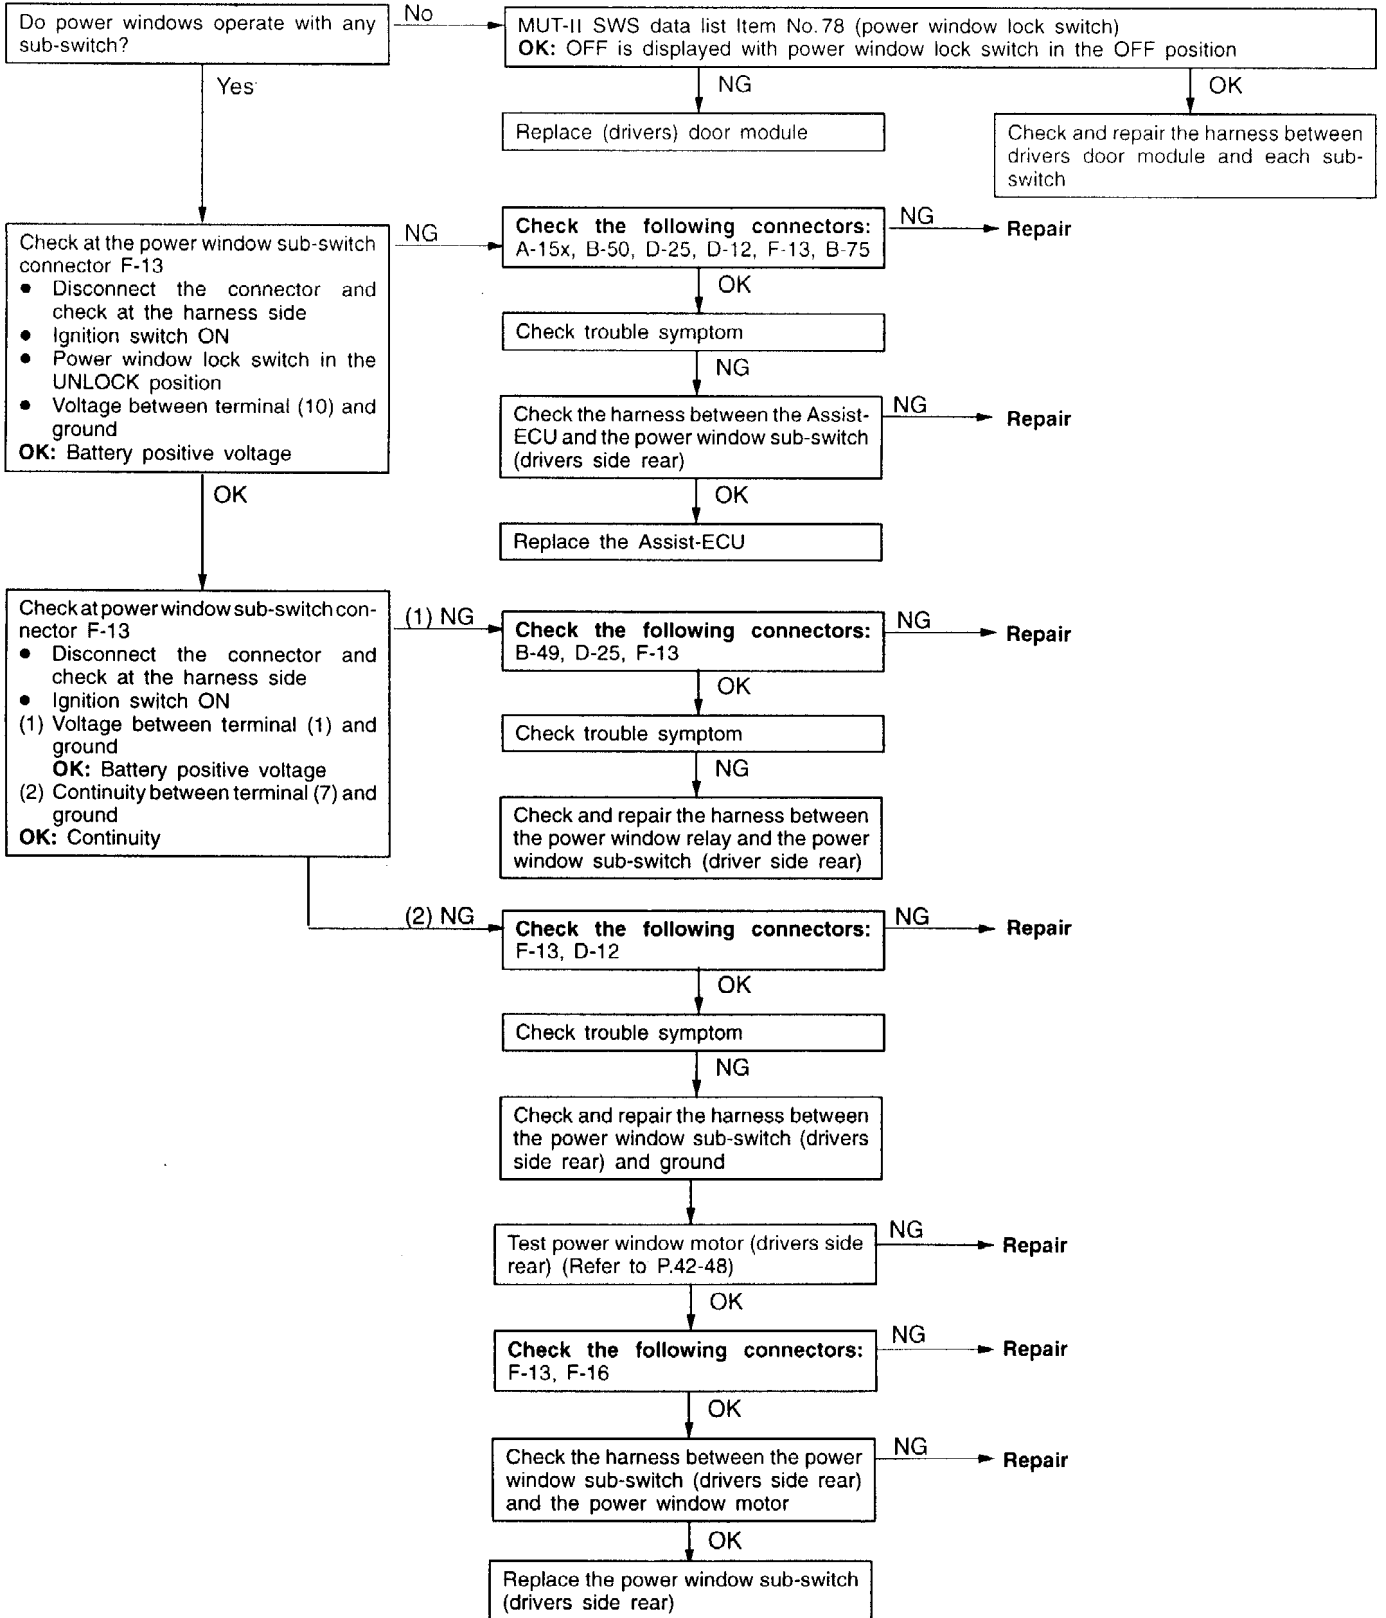 Do power windows operate with any
sub-switch?
No
MUT-II SWS data list Item No.78 (power window lock switch)
OK: OFF is displayed with power window lock switch in the OFF position
Yes
NG
OK
Replace (drivers) door module
Check and repair the harness between
drivers door module and each sub-
switch
Check at the power window sub-switch
connector F-13
• Disconnect the connector and
check at the harness side
• Ignition switch ON
• Power window lock switch in the
UNLOCK position
• Voltage between terminal (10) and
ground
OK: Battery positive voltage
NG
Check the following connectors:
A-15x, B-50, D-25, D-12, F-13, B-75
NG
Repair
OK
Check trouble symptom
NG
Check the harness between the Assist-
ECU and the power window sub-switch
(drivers side rear)
NG
Repair
OK
Replace the Assist-ECU
OK
Check at power window sub-switch con-
nector F-13
• Disconnect the connector and
check at the harness side
• Ignition switch ON
(1) Voltage between terminal (1) and
ground
OK: Battery positive voltage
(2) Continuity between terminal (7) and
ground
OK: Continuity
(1) NG
Check the following connectors:
B-49, D-25, F-13
NG
Repair
OK
Check trouble symptom
NG
Check and repair the harness between
the power window relay and the power
window sub-switch (driver side rear)
(2) NG
Check the following connectors:
F-13, D-12
NG
Repair
OK
Check trouble symptom
NG
Check and repair the harness between
the power window sub-switch (drivers
side rear) and ground
Test power window motor (drivers side
rear) (Refer to P.42-48)
NG
Repair
OK
Check the following connectors:
F-13, F-16
NG
Repair
OK
Check the harness between the power
window sub-switch (drivers side rear)
and the power window motor
NG
Repair
OK
Replace the power window sub-switch
(drivers side rear)